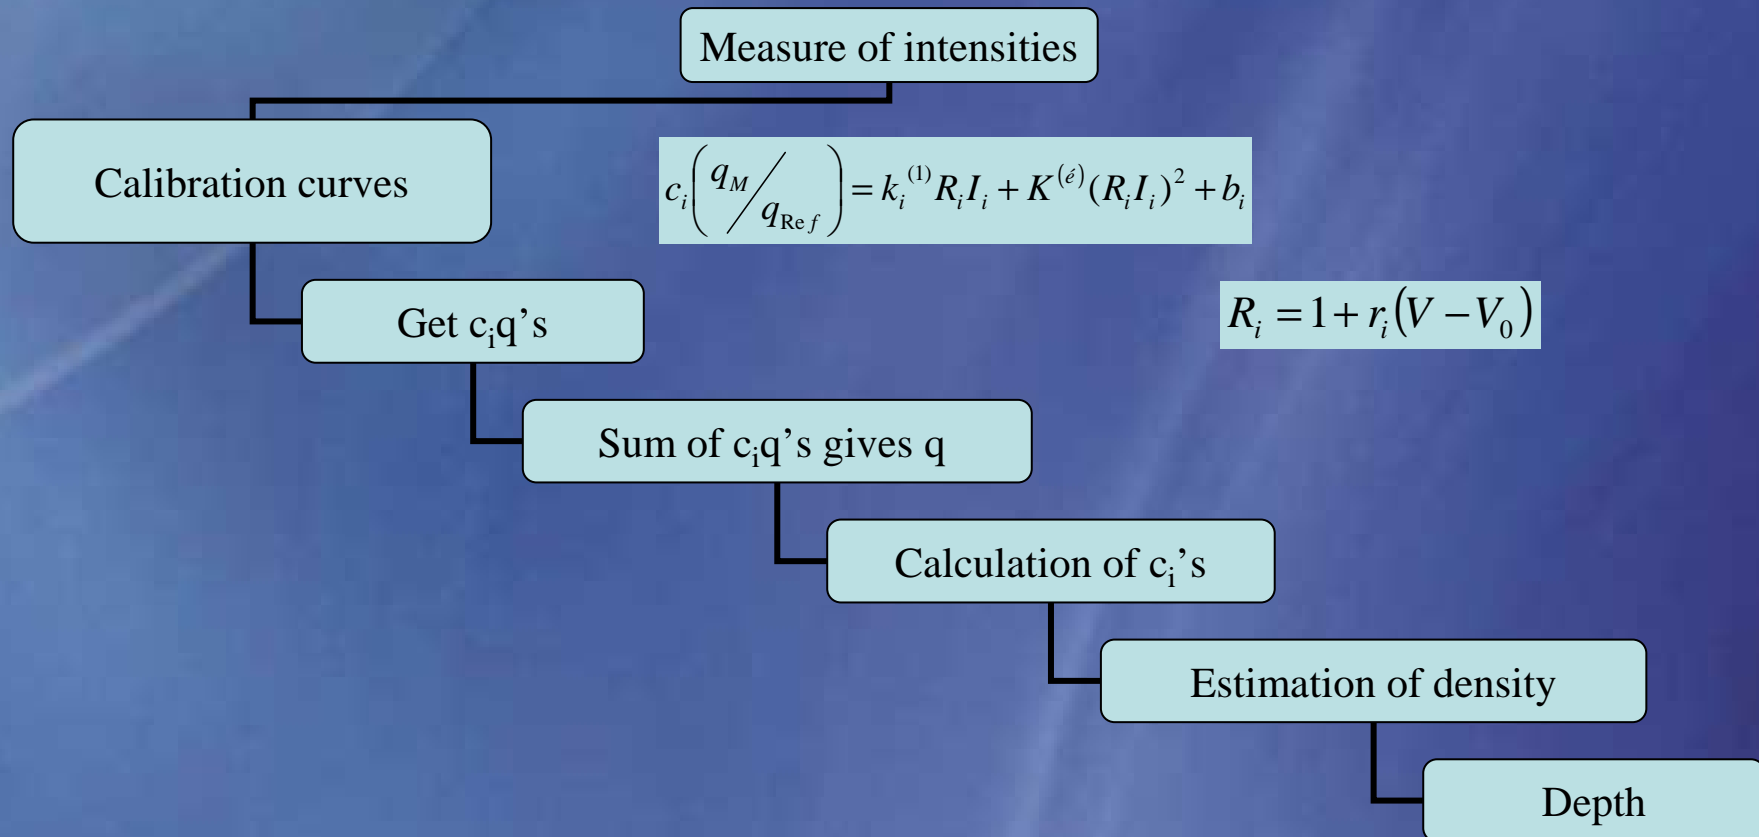 Measure of intensities
Calibration curves
c_i(q_M/q_Re f) = k_i^(1) R_i I_i + K^(é) (R_i I_i)^2 + b_i
Get c_iq’s
R_i = 1 + r_i(V − V_0)
Sum of c_iq’s gives q
Calculation of c_i’s
Estimation of density
Depth